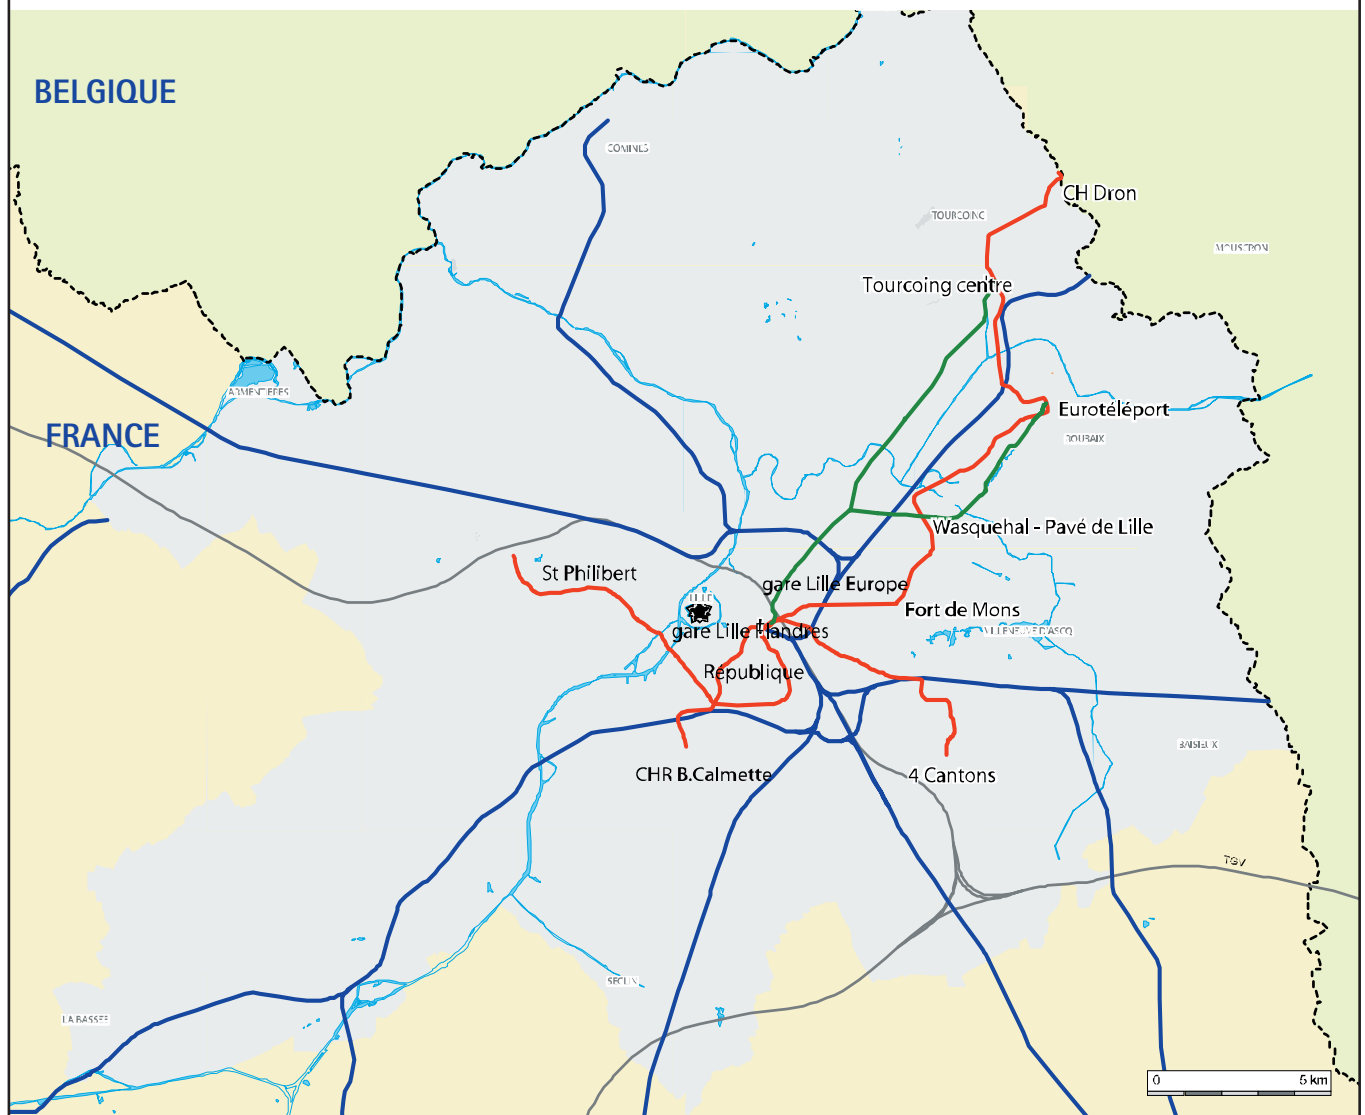 BELGIQUE
COMINES
CH Dron
TOURCOING
MOUSCRON
Tourcoing centre
ARMENTIERES
Eurotéléport
FRANCE
ROUBAIX
Wasquehal - Pavé de Lille
St Philibert
gare Lille Europe
LILLE
Fort de Mons
gare Lille Flandres
VILLENEUVE D'ASCQ
République
BAISIEUX
CHR B.Calmette
4 Cantons
TGV
SECLIN
LA BASSEE
0 5 km